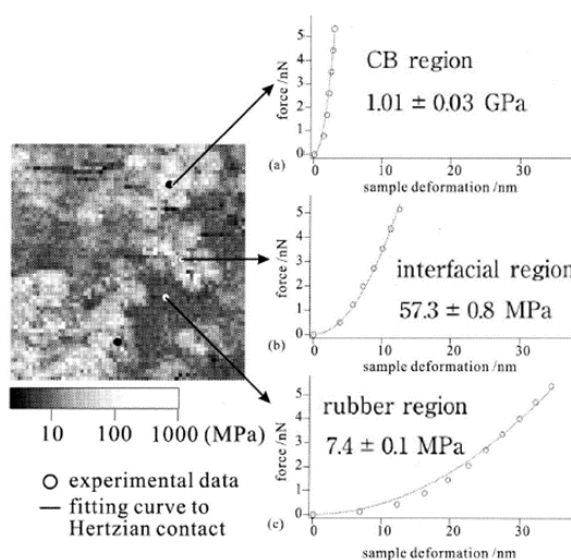 force /nN
5
4
3
2
1
0
CB region
1.01 ± 0.03 GPa
(a)
0
10
20
30
sample deformation /nm
force /nN
5
4
3
2
1
0
interfacial region
57.3 ± 0.8 MPa
(b)
0
10
20
30
sample deformation /nm
force /nN
5
4
3
2
1
0
rubber region
7.4 ± 0.1 MPa
(c)
0
10
20
30
sample deformation /nm
10 100 1000 (MPa)
experimental data
fitting curve to
Hertzian contact